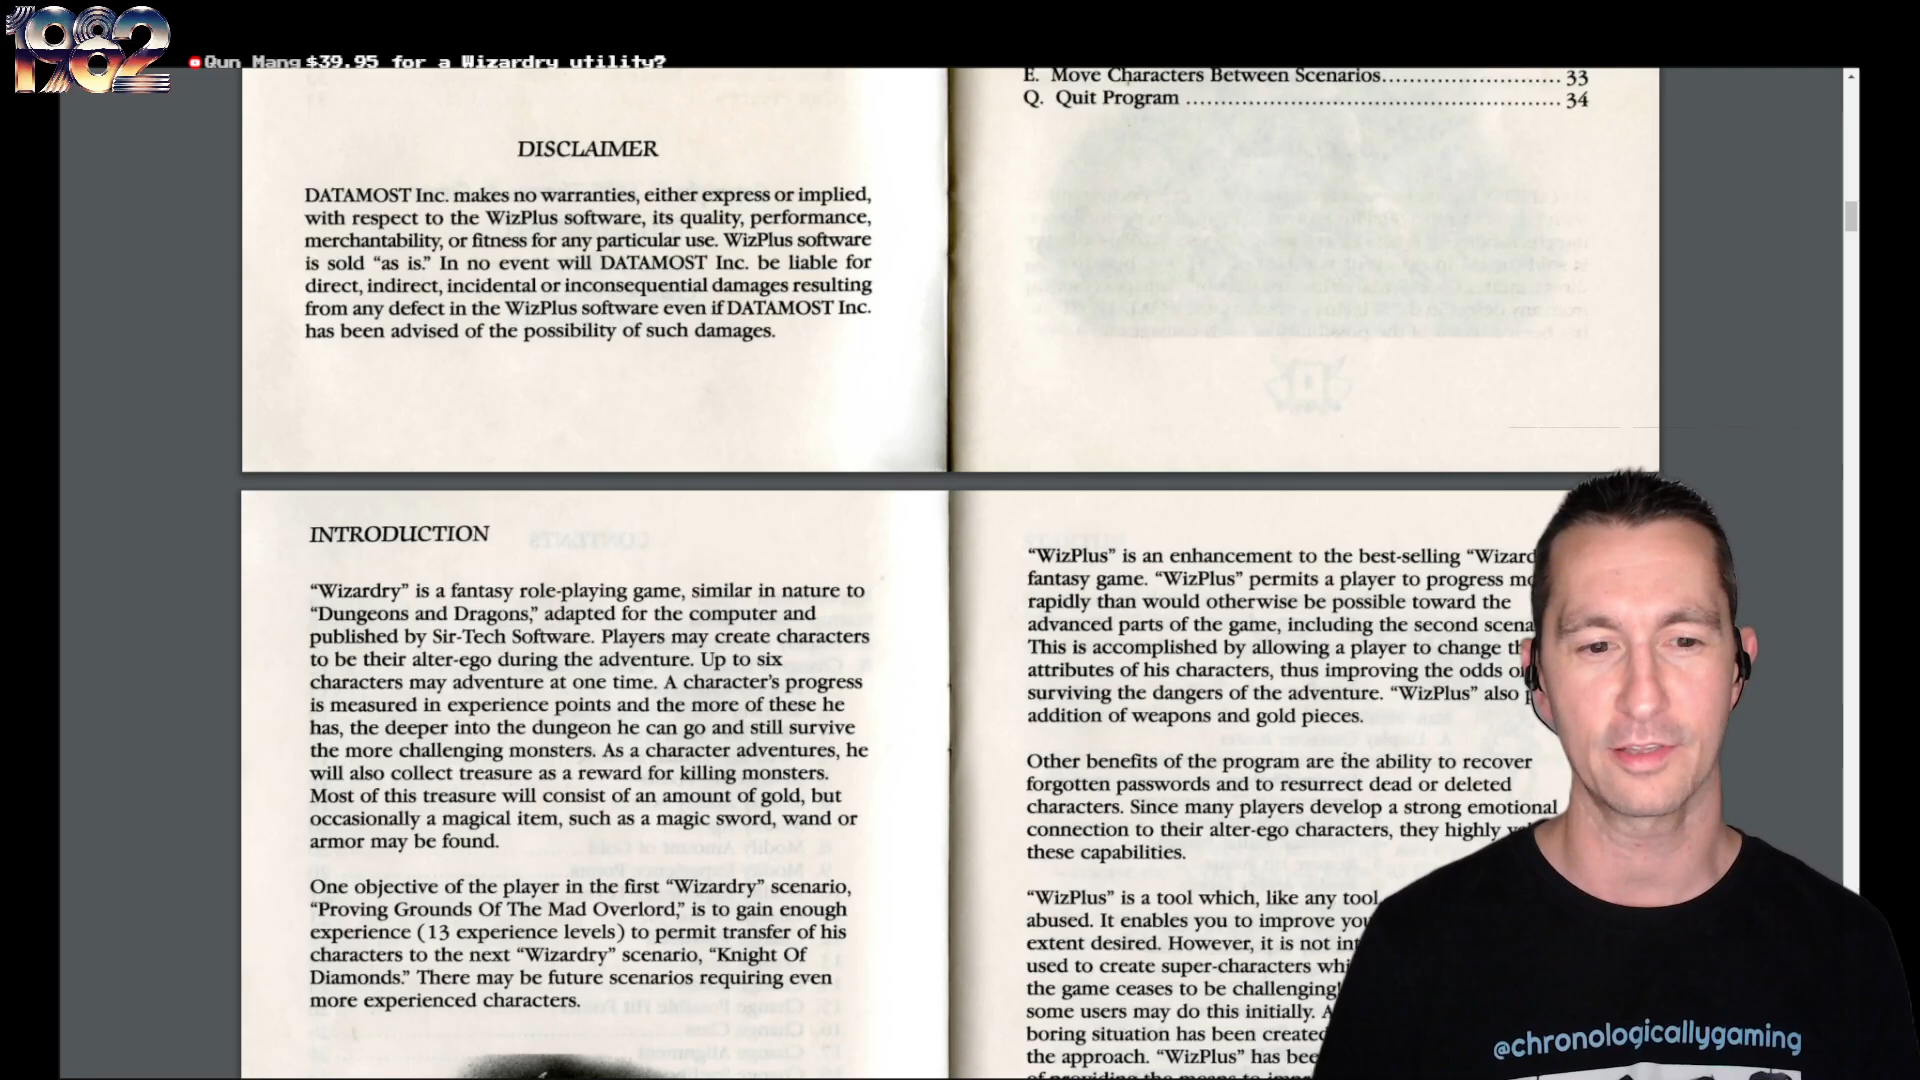 1982
Qun Mang $39.95 for a Wizardry utility?
E. Move Characters Between Scenarios 33
Q. Quit Program 34
DISCLAIMER
DATAMOST Inc. makes no warranties, either express or implied,
with respect to the WizPlus software, its quality, performance,
merchantability, or fitness for any particular use. WizPlus software
is sold “as is.” In no event will DATAMOST Inc. be liable for
direct, indirect, incidental or inconsequential damages resulting
from any defect in the WizPlus software even if DATAMOST Inc.
has been advised of the possibility of such damages.
INTRODUCTION
“Wizardry” is a fantasy role-playing game, similar in nature to
“Dungeons and Dragons,” adapted for the computer and
published by Sir-Tech Software. Players may create characters
to be their alter-ego during the adventure. Up to six
characters may adventure at one time. A character’s progress
is measured in experience points and the more of these he
has, the deeper into the dungeon he can go and still survive
the more challenging monsters. As a character adventures, he
will also collect treasure as a reward for killing monsters.
Most of this treasure will consist of an amount of gold, but
occasionally a magical item, such as a magic sword, wand or
armor may be found.
One objective of the player in the first “Wizardry” scenario,
“Proving Grounds Of The Mad Overlord,” is to gain enough
experience (13 experience levels) to permit transfer of his
characters to the next “Wizardry” scenario, “Knight Of
Diamonds.” There may be future scenarios requiring even
more experienced characters.
“WizPlus” is an enhancement to the best-selling “Wizard
fantasy game. “WizPlus” permits a player to progress
rapidly than would otherwise be possible toward the
advanced parts of the game, including the second
This is accomplished by allowing a player to change
attributes of his characters, thus improving the odds
surviving the dangers of the adventure. “WizPlus” also
addition of weapons and gold pieces.
Other benefits of the program are the ability to recover
forgotten passwords and to resurrect dead or deleted
characters. Since many players develop a strong emotional
connection to their alter-ego characters, they highly
these capabilities.
“WizPlus” is a tool which, like any tool,
abused. It enables you to improve
extent desired. However, it is not
used to create super-characters
the game ceases to be challenging!
some users may do this initially.
boring situation has been created
the approach. “WizPlus” has
@chronologicallygaming